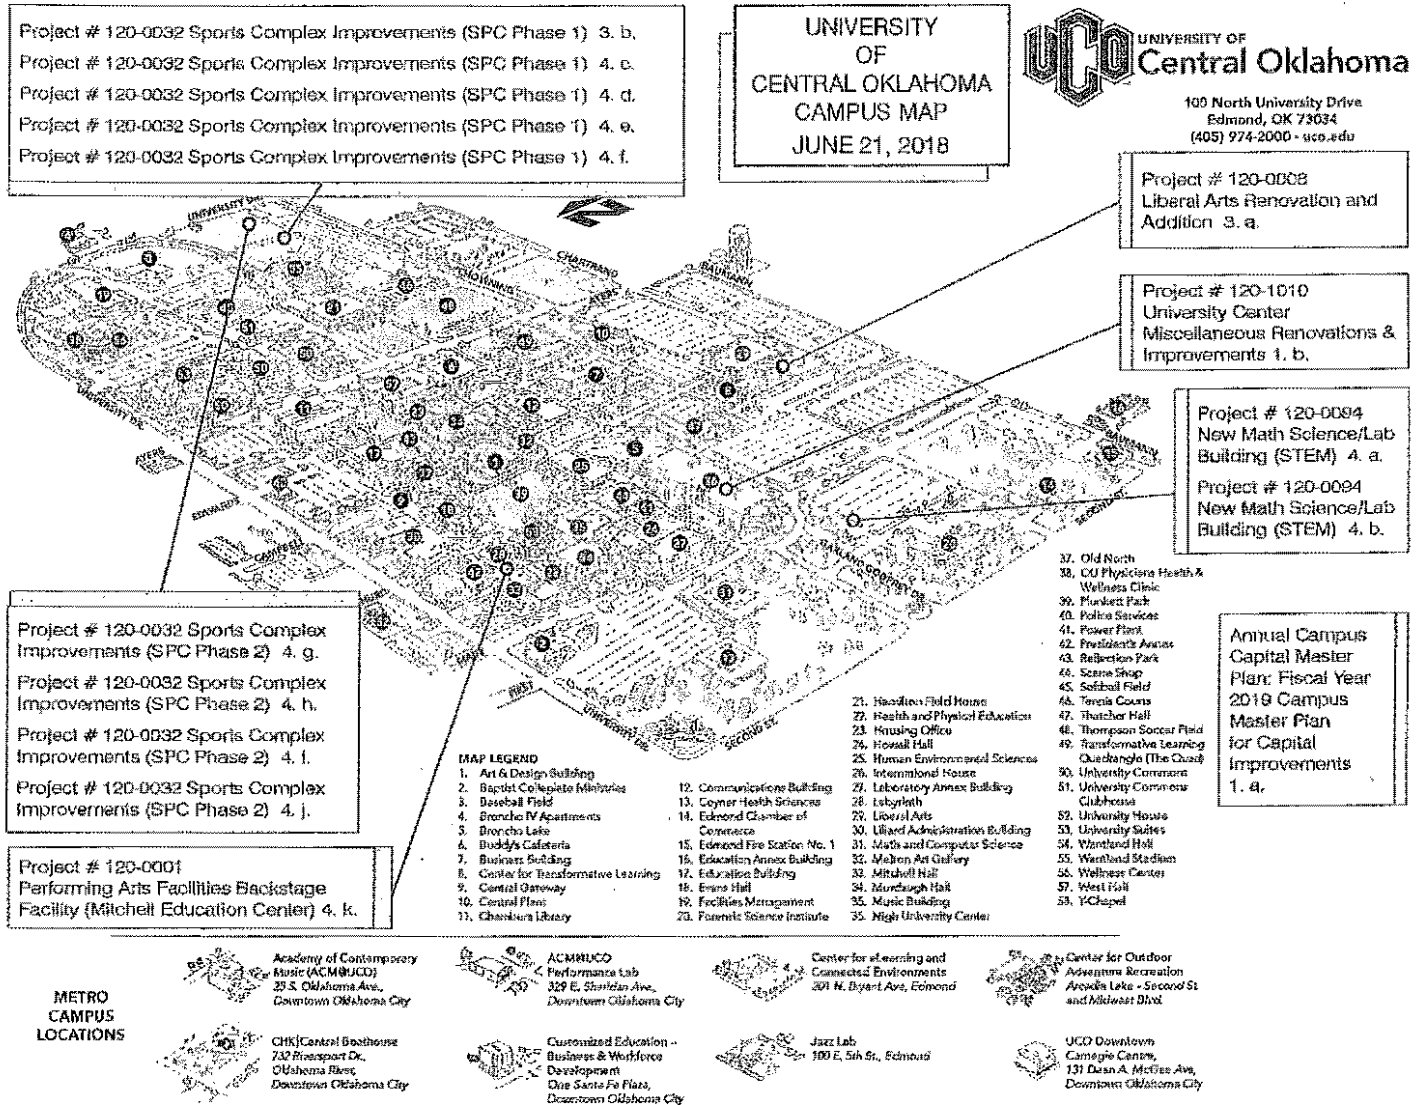 Project # 120-0032 Sports Complex Improvements (SPC Phase 1) 3. b.
Project # 120-0032 Sports Complex Improvements (SPC Phase 1) 4. c.
Project # 120-0032 Sports Complex Improvements (SPC Phase 1) 4. d.
Project # 120-0032 Sports Complex Improvements (SPC Phase 1) 4. e.
Project # 120-0032 Sports Complex Improvements (SPC Phase 1) 4. f.
UNIVERSITY
OF
CENTRAL OKLAHOMA
CAMPUS MAP
JUNE 21, 2018
UCO
UNIVERSITY OF
Central Oklahoma
100 North University Drive
Edmond, OK 73034
(405) 974-2000 • uco.edu
Project # 120-0008
Liberal Arts Renovation and
Addition 3. a.
Project # 120-1010
University Center
Miscellaneous Renovations &
Improvements 1. b.
Project # 120-0094
New Math Science/Lab
Building (STEM) 4. a.
Project # 120-0094
New Math Science/Lab
Building (STEM) 4. b.
UNIVERSITY DR.
CHARTRAND
AYERS
BAUMANN
UNIVERSITY DR.
AYERS
EDWARDS
CAMPBELL
GARLAND GODFREY
BAUMANN
SECOND ST.
FIRST
UNIVERSITY DR.
SECOND ST.
Project # 120-0032 Sports Complex
Improvements (SPC Phase 2) 4. g.
Project # 120-0032 Sports Complex
Improvements (SPC Phase 2) 4. h.
Project # 120-0032 Sports Complex
Improvements (SPC Phase 2) 4. i.
Project # 120-0032 Sports Complex
Improvements (SPC Phase 2) 4. j.
Project # 120-0001
Performing Arts Facilities Backstage
Facility (Mitchell Education Center) 4. k.
Annual Campus
Capital Master
Plan: Fiscal Year
2019 Campus
Master Plan
for Capital
Improvements
1. a.
MAP LEGEND
1. Art & Design Building
2. Baptist Collegiate Ministries
3. Baseball Field
4. Broncho IV Apartments
5. Broncho Lake
6. Buddy's Cafeteria
7. Business Building
8. Center for Transformative Learning
9. Central Gateway
10. Central Plaza
11. Chambers Library
12. Communications Building
13. Coyner Health Sciences
14. Edmond Chamber of
Commerce
15. Edmond Fire Station No. 1
16. Education Annex Building
17. Education Building
18. Evans Hall
19. Facilities Management
20. Forensic Science Institute
21. Hamilton Field House
22. Health and Physical Education
23. Housing Office
24. Howell Hall
25. Human Environmental Sciences
26. International House
27. Laboratory Annex Building
28. Labyrinth
29. Liberal Arts
30. Lillard Administration Building
31. Math and Computer Science
32. Melton Art Gallery
33. Mitchell Hall
34. Murdaugh Hall
35. Music Building
36. Nigh University Center
37. Old North
38. OU Physicians Health &
Wellness Clinic
39. Plunkett Park
40. Police Services
41. Power Plant
42. President's Annex
43. Reflection Park
44. Scene Shop
45. Softball Field
46. Tennis Courts
47. Thatcher Hall
48. Thompson Soccer Field
49. Transformative Learning
Quadrangle (The Quad)
50. University Commons
51. University Commons
Clubhouse
52. University House
53. University Suites
54. Wantland Hall
55. Wantland Stadium
56. Wellness Center
57. West Hall
58. Y-Chapel
METRO
CAMPUS
LOCATIONS
Academy of Contemporary
Music (ACM@UCO)
25 S. Oklahoma Ave.,
Downtown Oklahoma City
ACM@UCO
Performance Lab
329 E. Sheridan Ave,
Downtown Oklahoma City
Center for eLearning and
Connected Environments
201 N. Bryant Ave, Edmond
Center for Outdoor
Adventure Recreation
Arcadia Lake - Second St
and Midwest Blvd.
CHK|Central Boathouse
732 Riversport Dr.,
Oklahoma River,
Downtown Oklahoma City
Customized Education –
Business & Workforce
Development
One Santa Fe Plaza,
Downtown Oklahoma City
Jazz Lab
100 E. 5th St., Edmond
UCO Downtown
Carnegie Centre,
131 Dean A. McGee Ave,
Downtown Oklahoma City